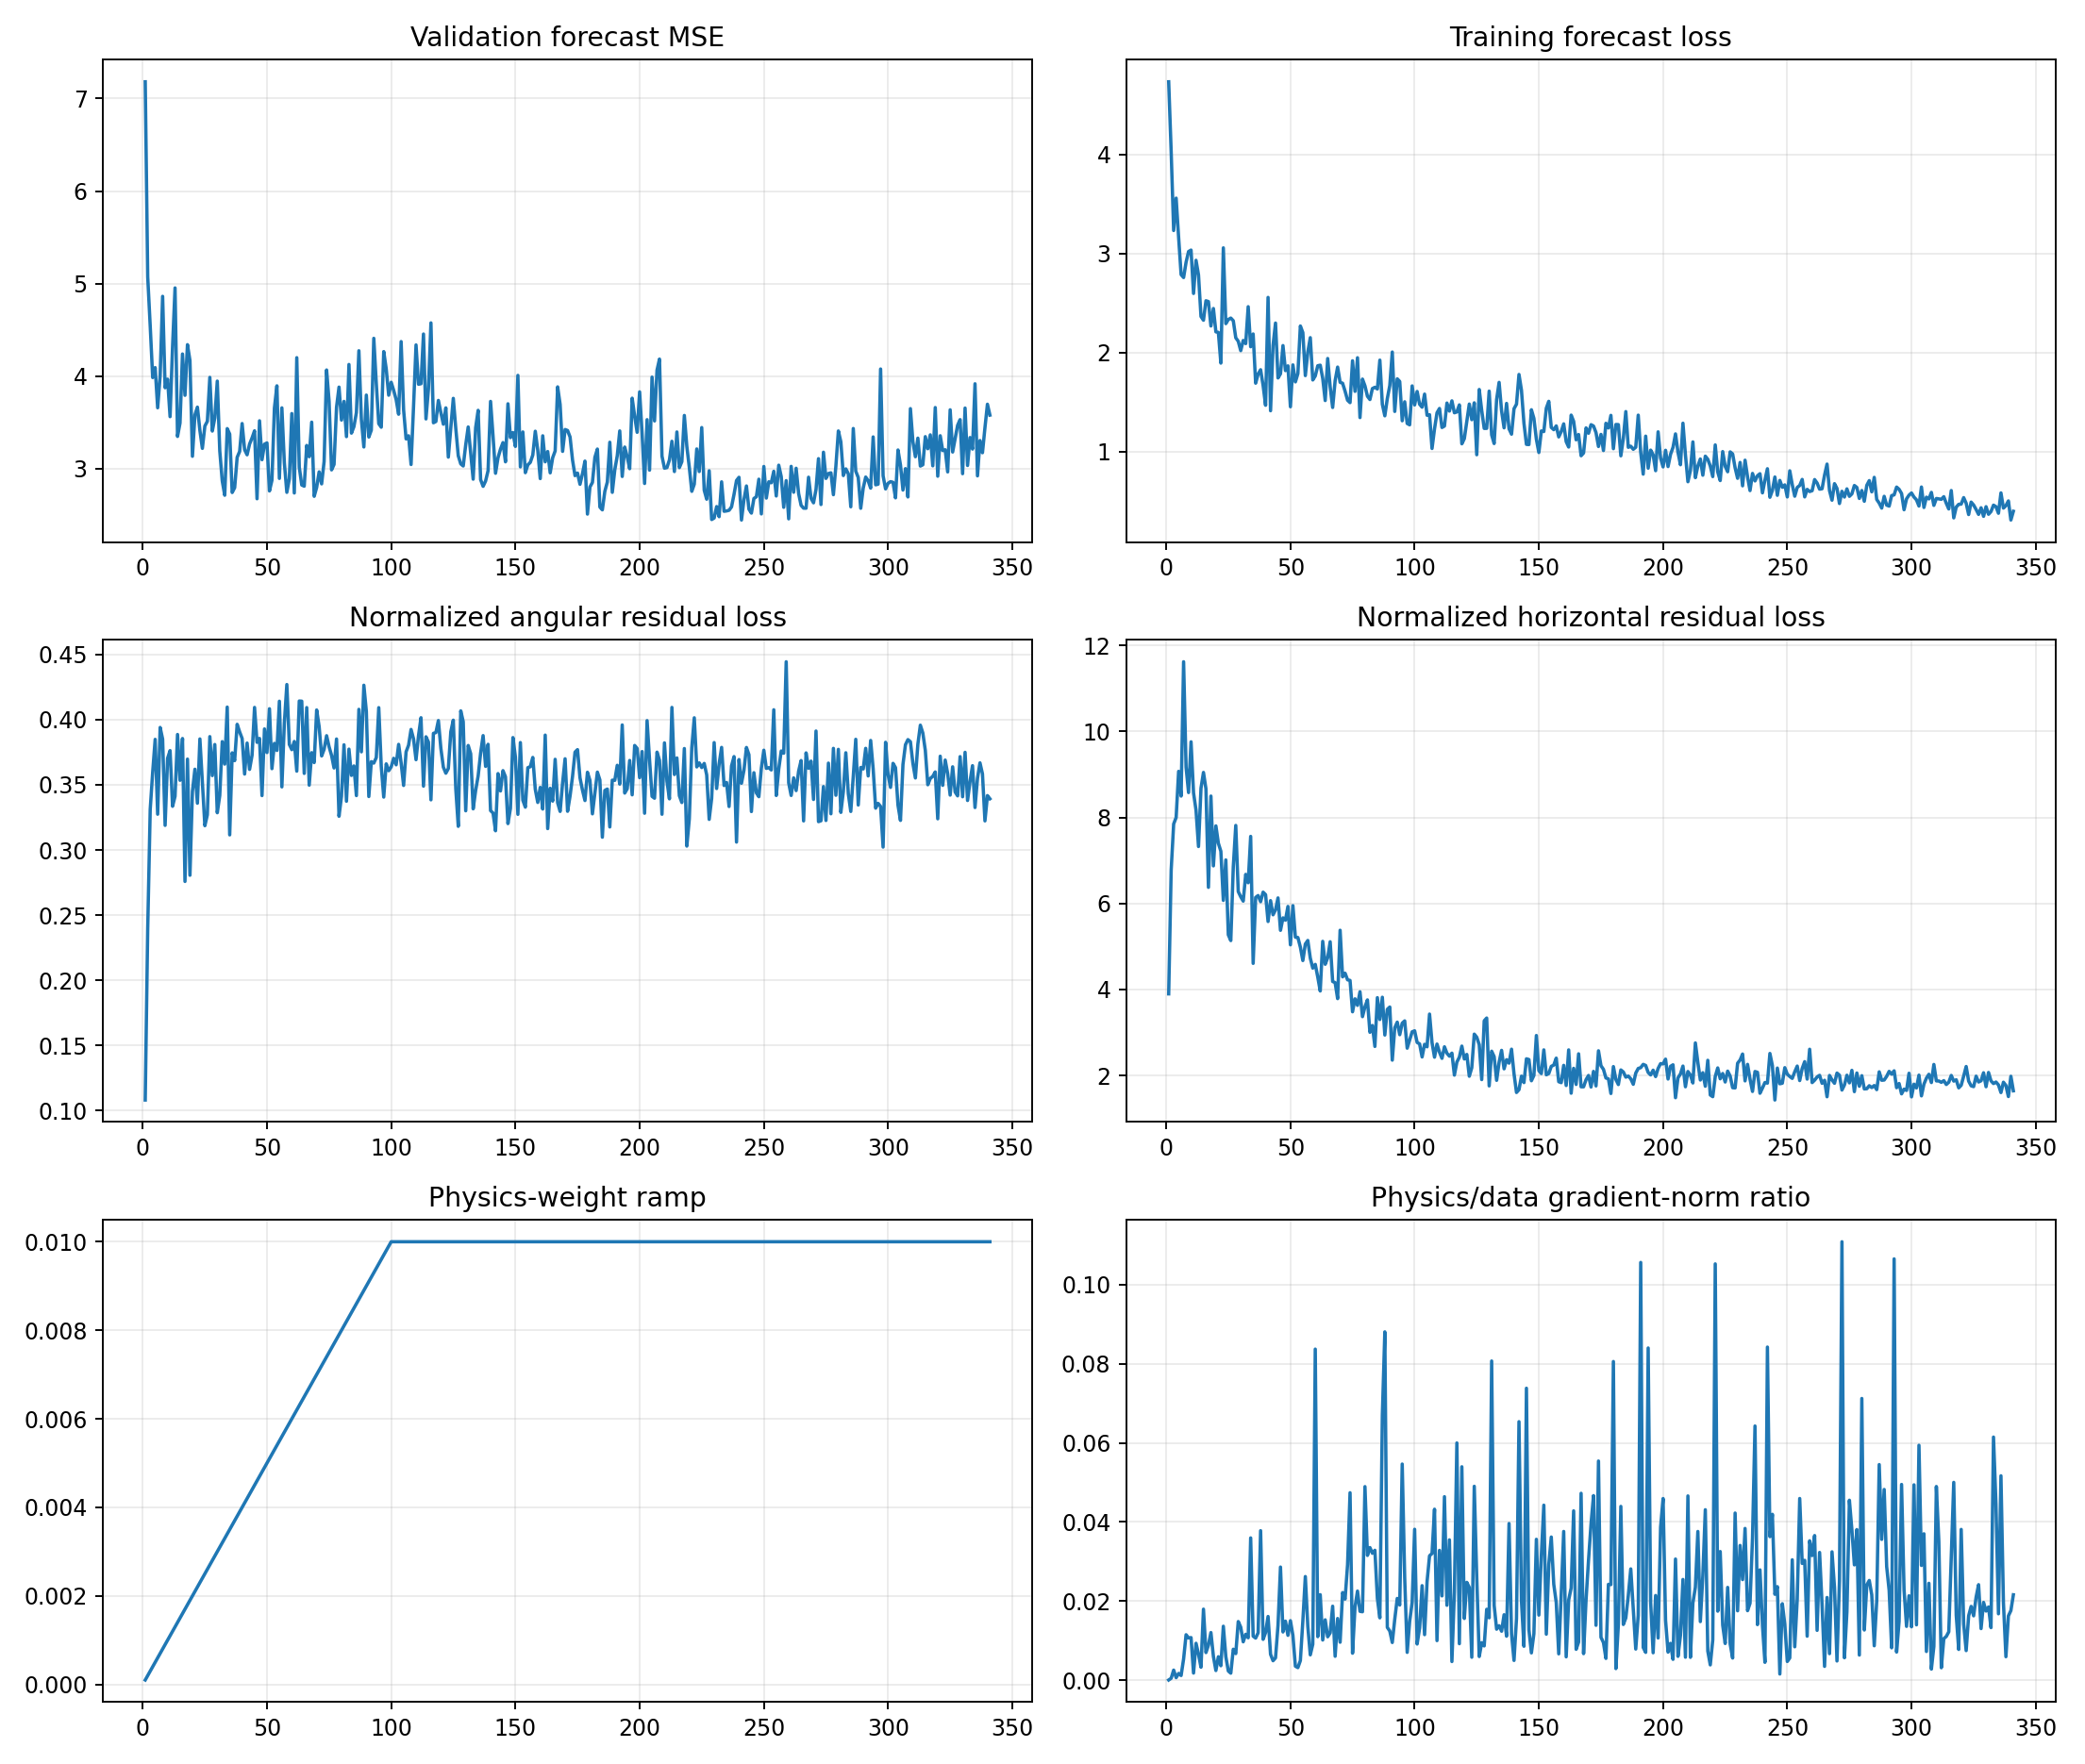 Validation forecast MSE
7
6
5
4
3
0 50 100 150 200 250 300 350
Training forecast loss
4
3
2
1
0 50 100 150 200 250 300 350
Normalized angular residual loss
0.45
0.40
0.35
0.30
0.25
0.20
0.15
0.10
0 50 100 150 200 250 300 350
Normalized horizontal residual loss
12
10
8
6
4
2
0 50 100 150 200 250 300 350
Physics-weight ramp
0.010
0.008
0.006
0.004
0.002
0.000
0 50 100 150 200 250 300 350
Physics/data gradient-norm ratio
0.10
0.08
0.06
0.04
0.02
0.00
0 50 100 150 200 250 300 350